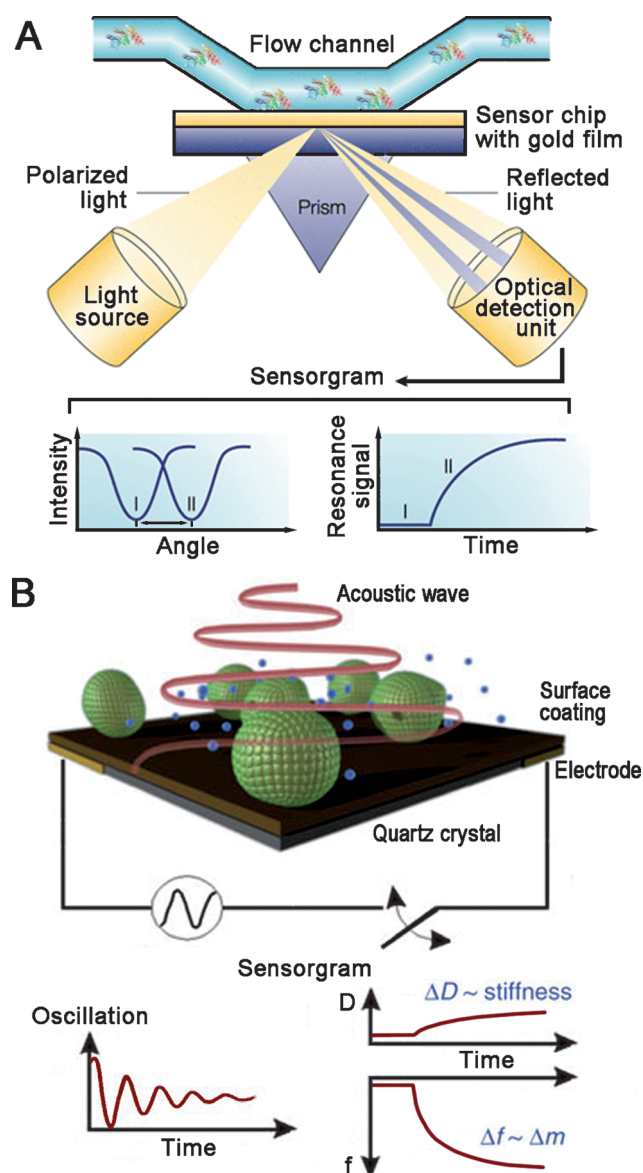 A
Flow channel
Sensor chip
with gold film
Polarized
light
Reflected
light
Prism
Light
source
Optical
detection
unit
Sensorgram
Intensity
I
II
Angle
Resonance
signal
I
II
Time
B
Acoustic wave
Surface
coating
Electrode
Quartz crystal
Sensorgram
Oscillation
Time
D
ΔD ~ stiffness
Time
Δf ~ Δm
f